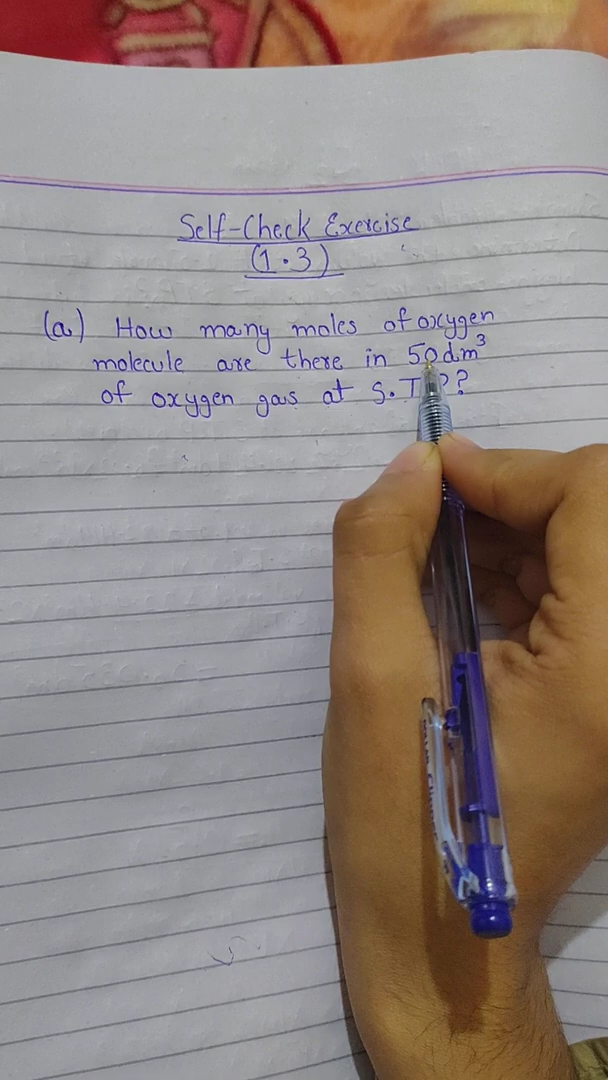 Self-Check Exercise
(1.3)
(a) How many moles of oxygen
molecule are there in 50dm³
of oxygen gas at S.T P?